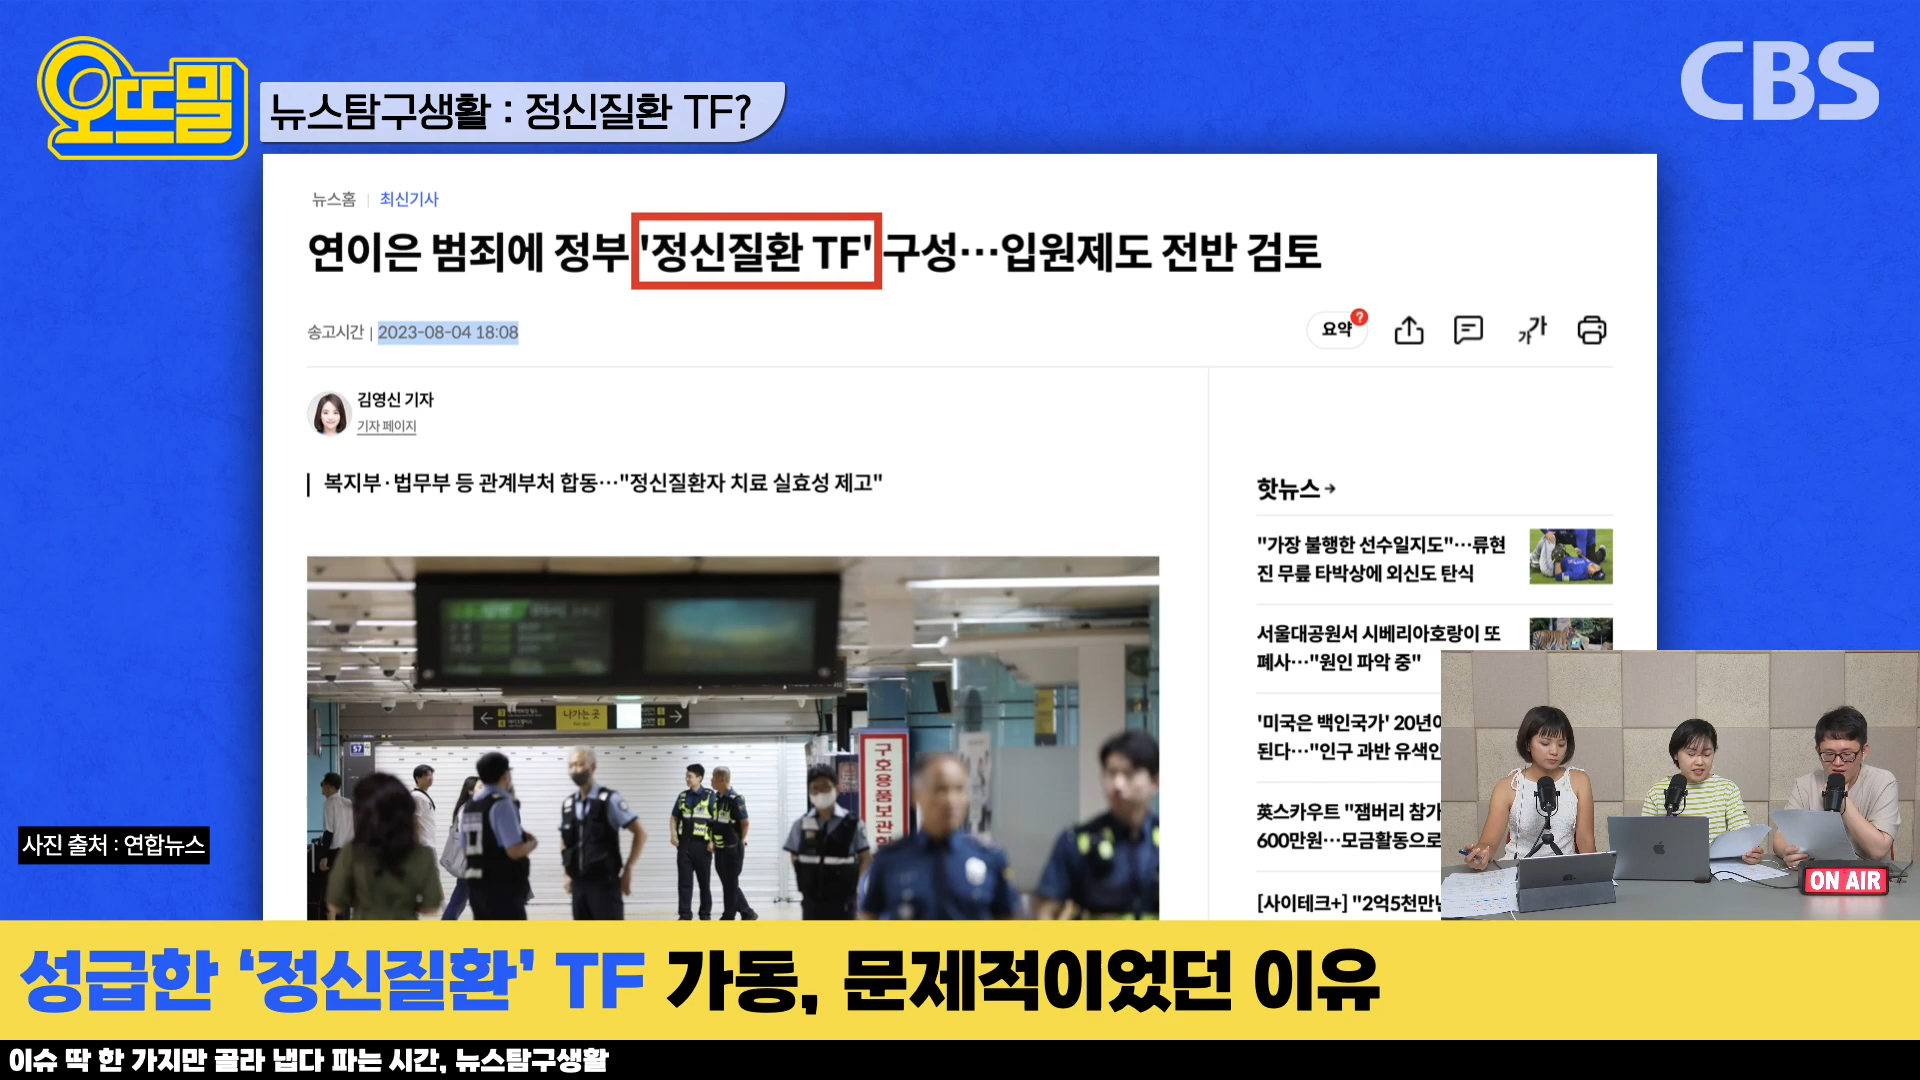 오뜨밀
뉴스탐구생활 : 정신질환 TF?
CBS
뉴스홈 | 최신기사
연이은 범죄에 정부 '정신질환 TF' 구성…입원제도 전반 검토
송고시간 | 2023-08-04 18:08
요약
?
가가
김영신 기자
기자 페이지
복지부·법무부 등 관계부처 합동…"정신질환자 치료 실효성 제고"
핫뉴스
"가장 불행한 선수일지도"…류현
진 무릎 타박상에 외신도 탄식
서울대공원서 시베리아호랑이 또
폐사…"원인 파악 중"
'미국은 백인국가' 20년
된다…"인구 과반 유색인
英스카우트 "잼버리 참가
600만원…모금활동으로
[사이테크+] "2억5천만
나가는 곳
57
구호용품보관함
사진 출처 : 연합뉴스
ON AIR
성급한 ‘정신질환’ TF 가동, 문제적이었던 이유
이슈 딱 한 가지만 골라 냅다 파는 시간, 뉴스탐구생활